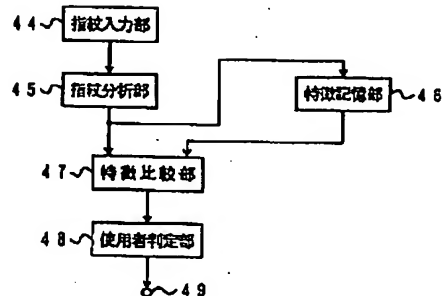 44 指紋入力部
45 指紋分析部
特徴記憶部 46
47 特徴比較部
48 使用者判定部
49